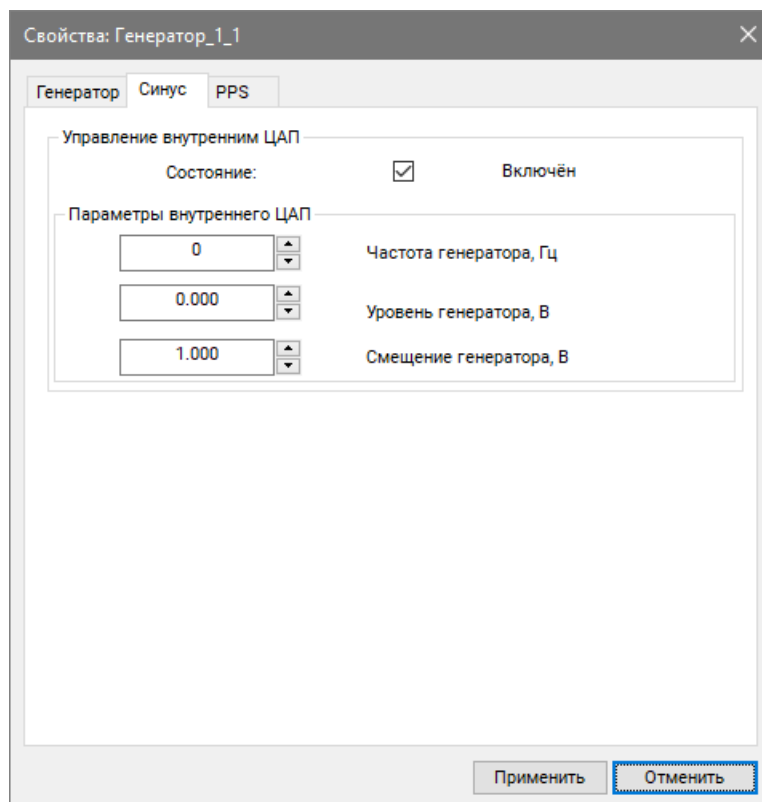 Свойства: Генератор_1_1
Генератор Синус PPS
Управление внутренним ЦАП
Состояние: Включён
Параметры внутреннего ЦАП
0 Частота генератора, Гц
0.000 Уровень генератора, В
1.000 Смещение генератора, В
Применить Отменить